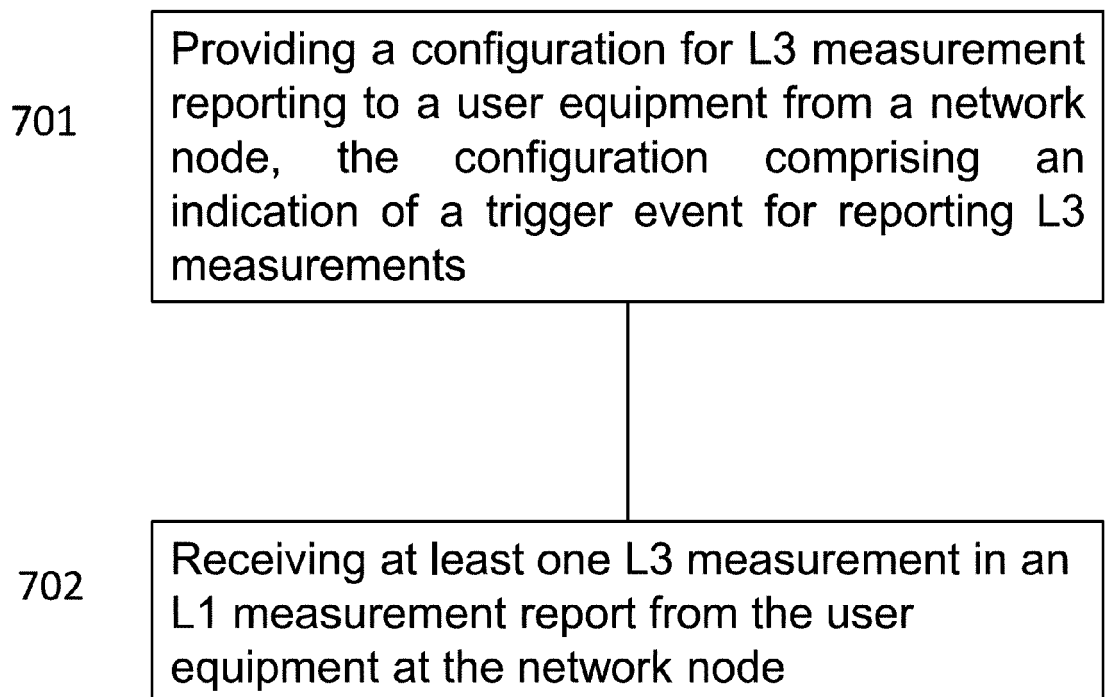 701
Providing a configuration for L3 measurement
reporting to a user equipment from a network
node, the configuration comprising an
indication of a trigger event for reporting L3
measurements
702
Receiving at least one L3 measurement in an
L1 measurement report from the user
equipment at the network node